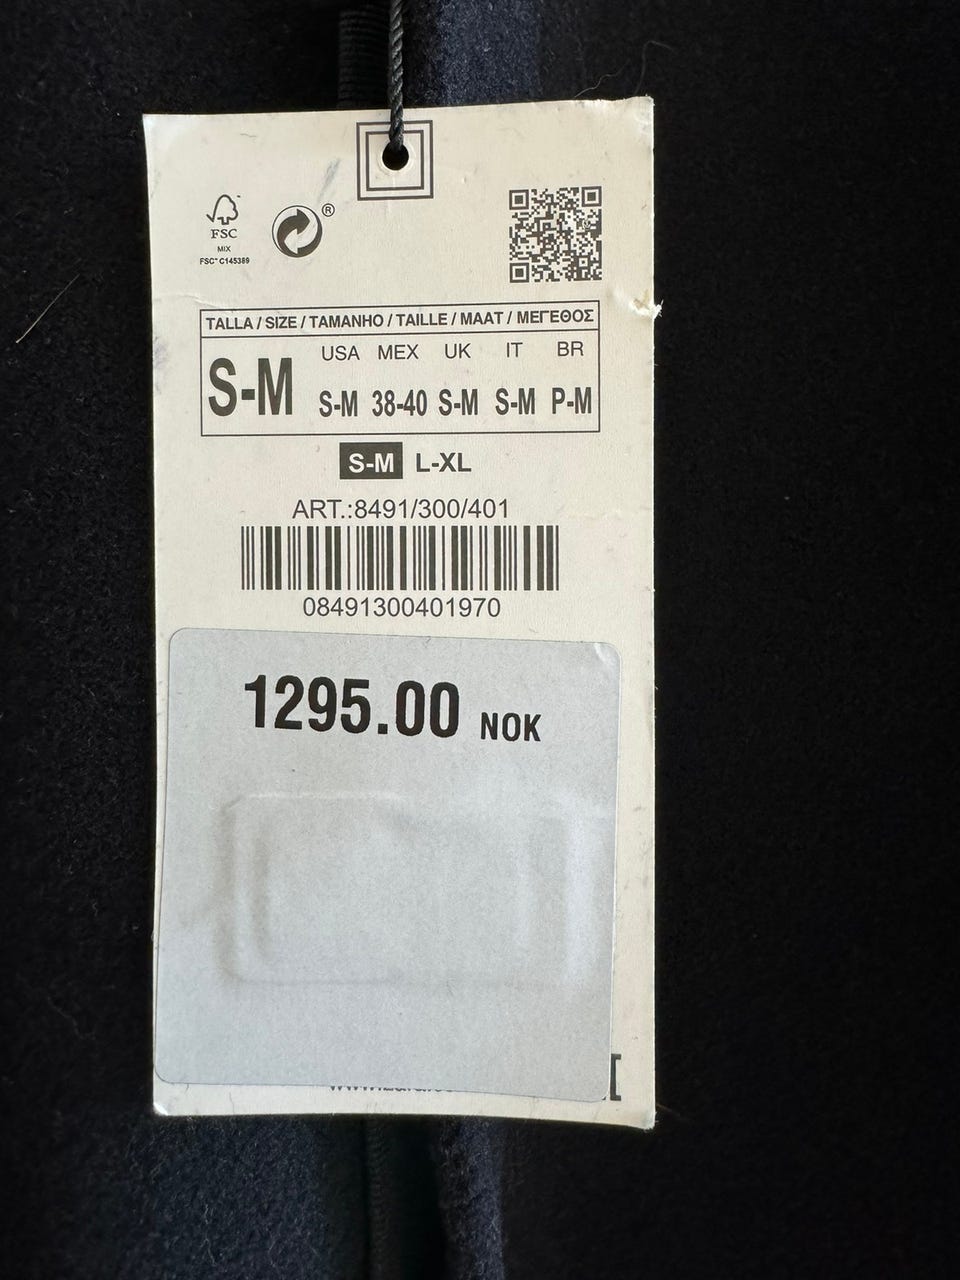 FSC
MIX
FSC™ C145389
®
TALLA / SIZE / TAMANHO / TAILLE / MAAT / ΜΕΓΕΘΟΣ
S-M
USA MEX UK IT BR
S-M 38-40 S-M S-M P-M
S-M L-XL
ART.:8491/300/401
08491300401970
1295.00 NOK